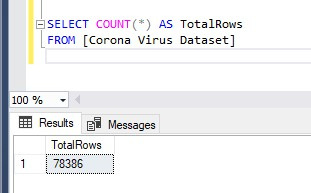 SELECT COUNT(*) AS TotalRows
FROM [Corona Virus Dataset]
100 %
Results Messages
TotalRows
1 78386